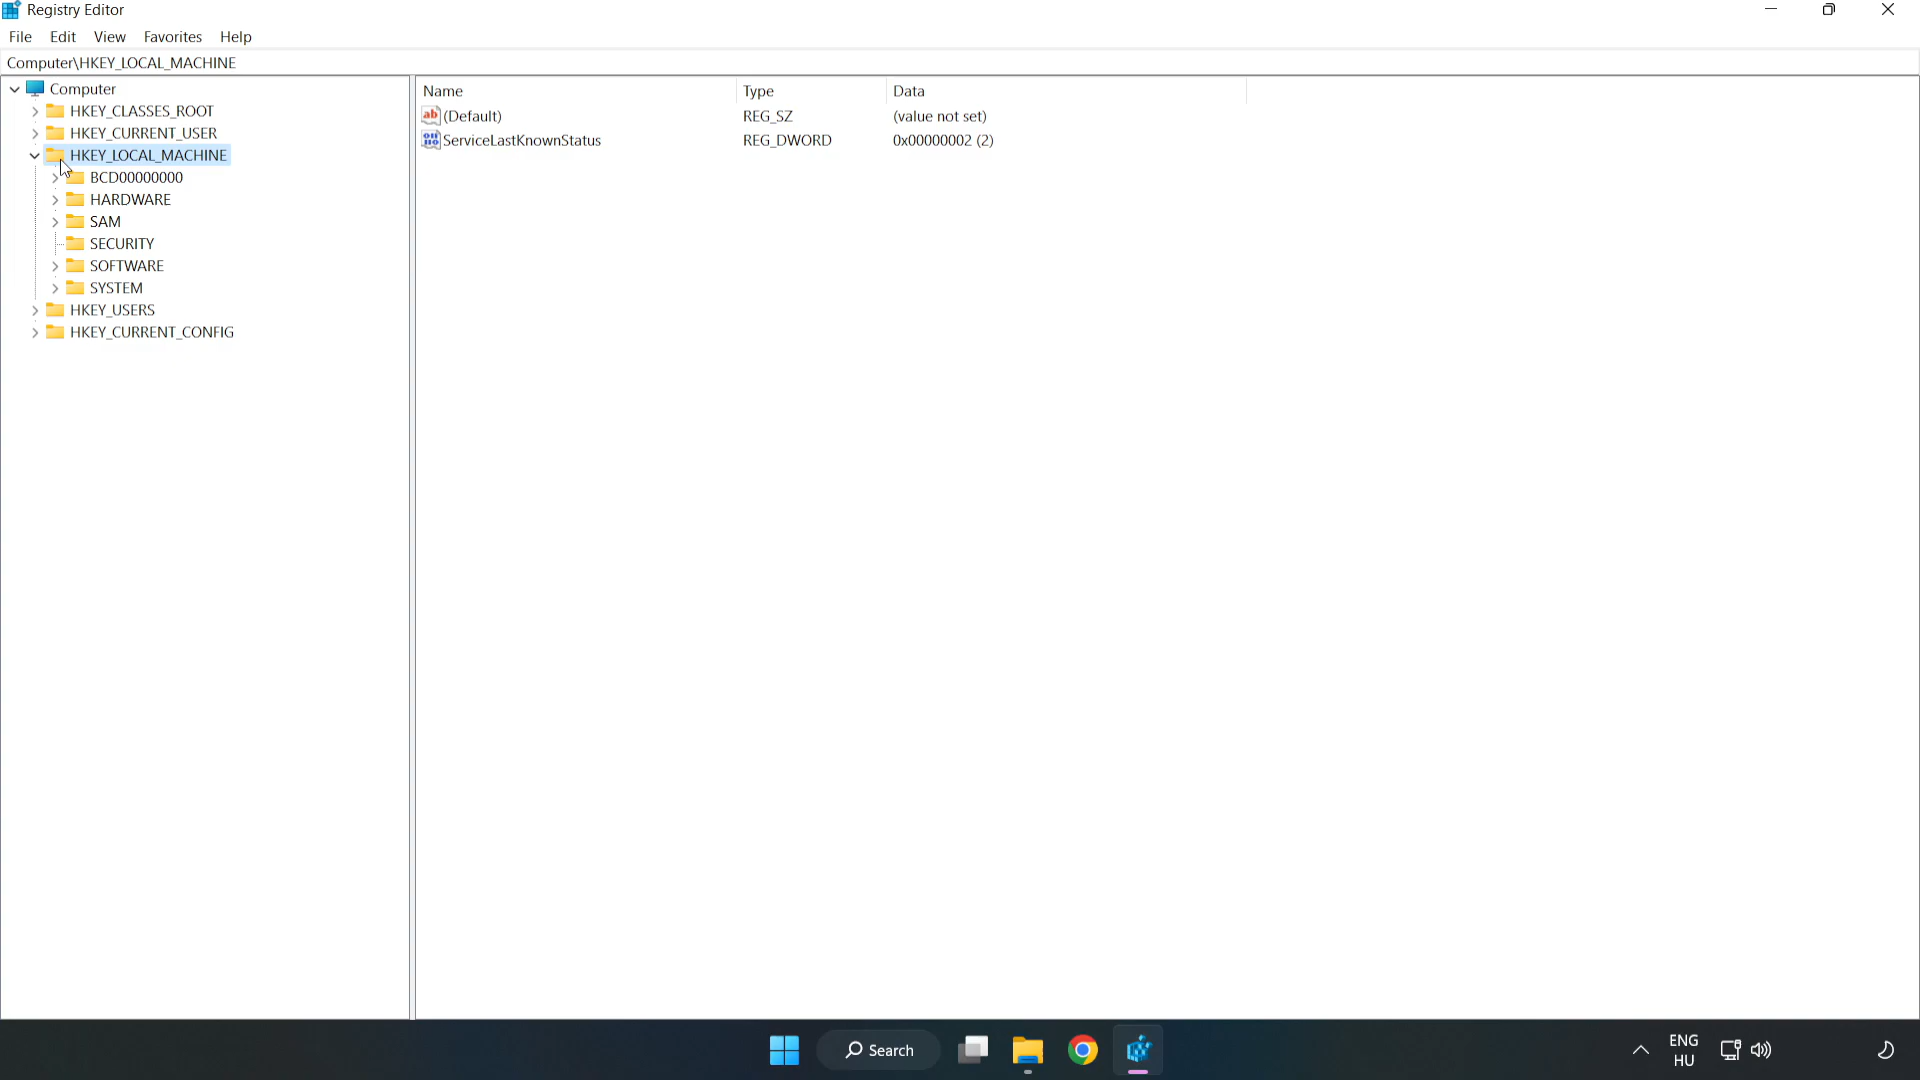 Registry Editor
File Edit View Favorites Help
Computer\HKEY_LOCAL_MACHINE
Computer
HKEY_CLASSES_ROOT
HKEY_CURRENT_USER
HKEY_LOCAL_MACHINE
BCD00000000
HARDWARE
SAM
SECURITY
SOFTWARE
SYSTEM
HKEY_USERS
HKEY_CURRENT_CONFIG
Name Type Data
(Default) REG_SZ (value not set)
ServiceLastKnownStatus REG_DWORD 0x00000002 (2)
Search
ENG
HU